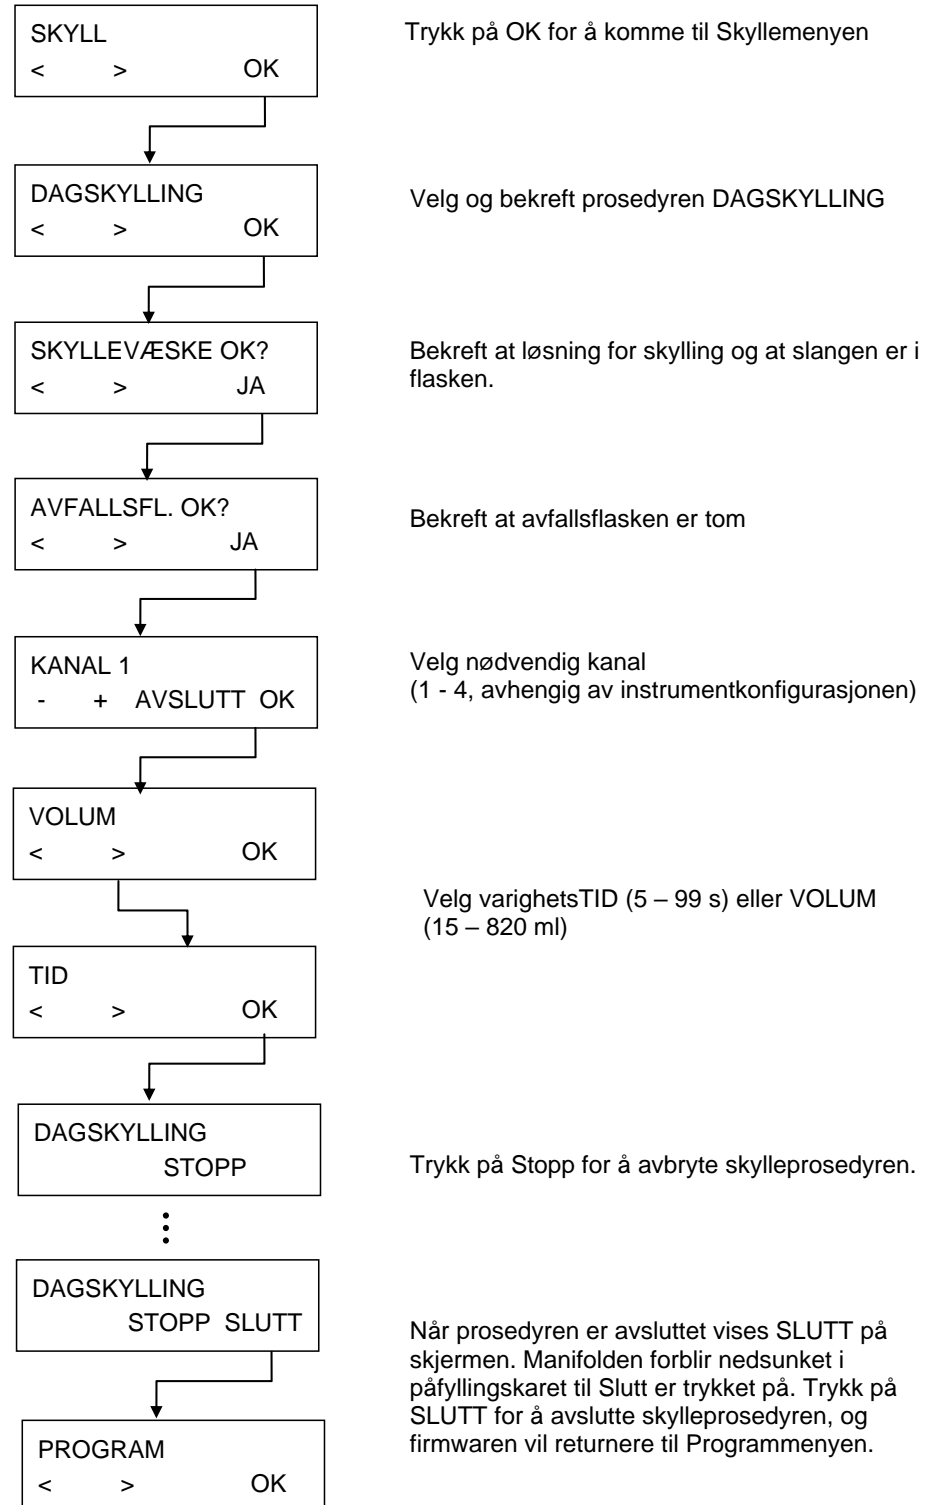 SKYLL
< > OK
Trykk på OK for å komme til Skyllemenyen
DAGSKYLLING
< > OK
Velg og bekreft prosedyren DAGSKYLLING
SKYLLEVÆSKE OK?
< > JA
Bekreft at løsning for skylling og at slangen er i
flasken.
AVFALLSFL. OK?
< > JA
Bekreft at avfallsflasken er tom
KANAL 1
- + AVSLUTT OK
Velg nødvendig kanal
(1 - 4, avhengig av instrumentkonfigurasjonen)
VOLUM
< > OK
Velg varighetsTID (5 – 99 s) eller VOLUM
(15 – 820 ml)
TID
< > OK
DAGSKYLLING
STOPP
Trykk på Stopp for å avbryte skylleprosedyren.
DAGSKYLLING
STOPP SLUTT
Når prosedyren er avsluttet vises SLUTT på
skjermen. Manifolden forblir nedsunket i
påfyllingskaret til Slutt er trykket på. Trykk på
SLUTT for å avslutte skylleprosedyren, og
firmwaren vil returnere til Programmenyen.
PROGRAM
< > OK